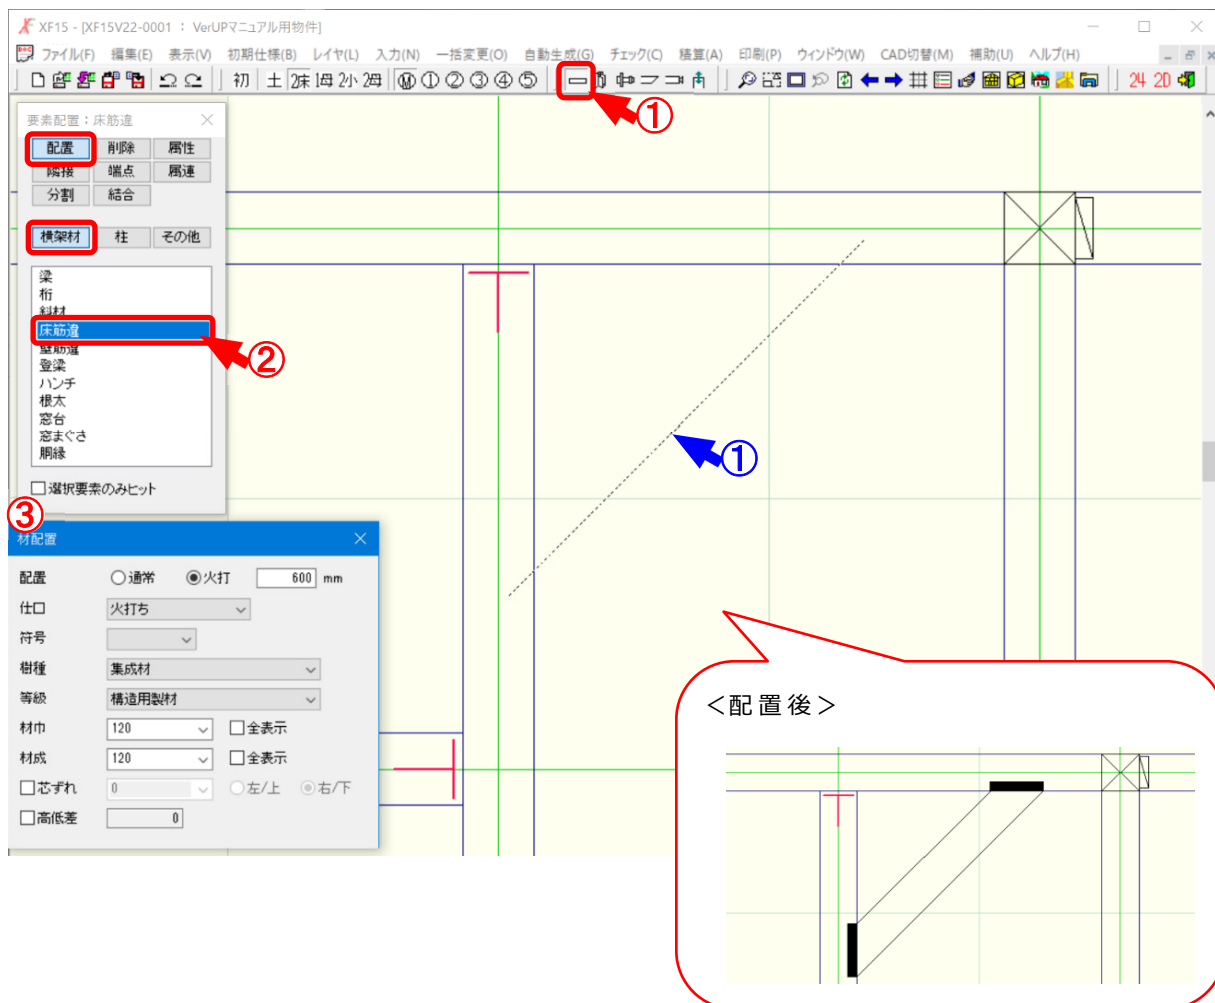 XF15 - [XF15V22-0001 : VerUPマニュアル用物件]
ファイル(F) 編集(E) 表示(V) 初期仕様(B) レイヤ(L) 入力(N) 一括変更(O) 自動生成(G) チェック(C) 積算(A) 印刷(P) ウインドウ(W) CAD切替(M) 補助(U) ヘルプ(H)
初 土 2床 1母 2小 2母 Ⓜ ① ② ③ ④ ⑤ 24 2D
①
要素配置：床筋違
配置 削除 属性
隣接 端点 属連
分割 結合
横架材 柱 その他
梁
桁
斜材
床筋違
②
壁筋違
登梁
ハンチ
根太
窓台
窓まぐさ
胴縁
①
選択要素のみヒット
③
材配置
配置 通常 火打 600 mm
仕口 火打ち
符号
樹種 集成材
等級 構造用製材
材巾 120 全表示
材成 120 全表示
芯ずれ 0 左/上 右/下
高低差 0
＜配置後＞